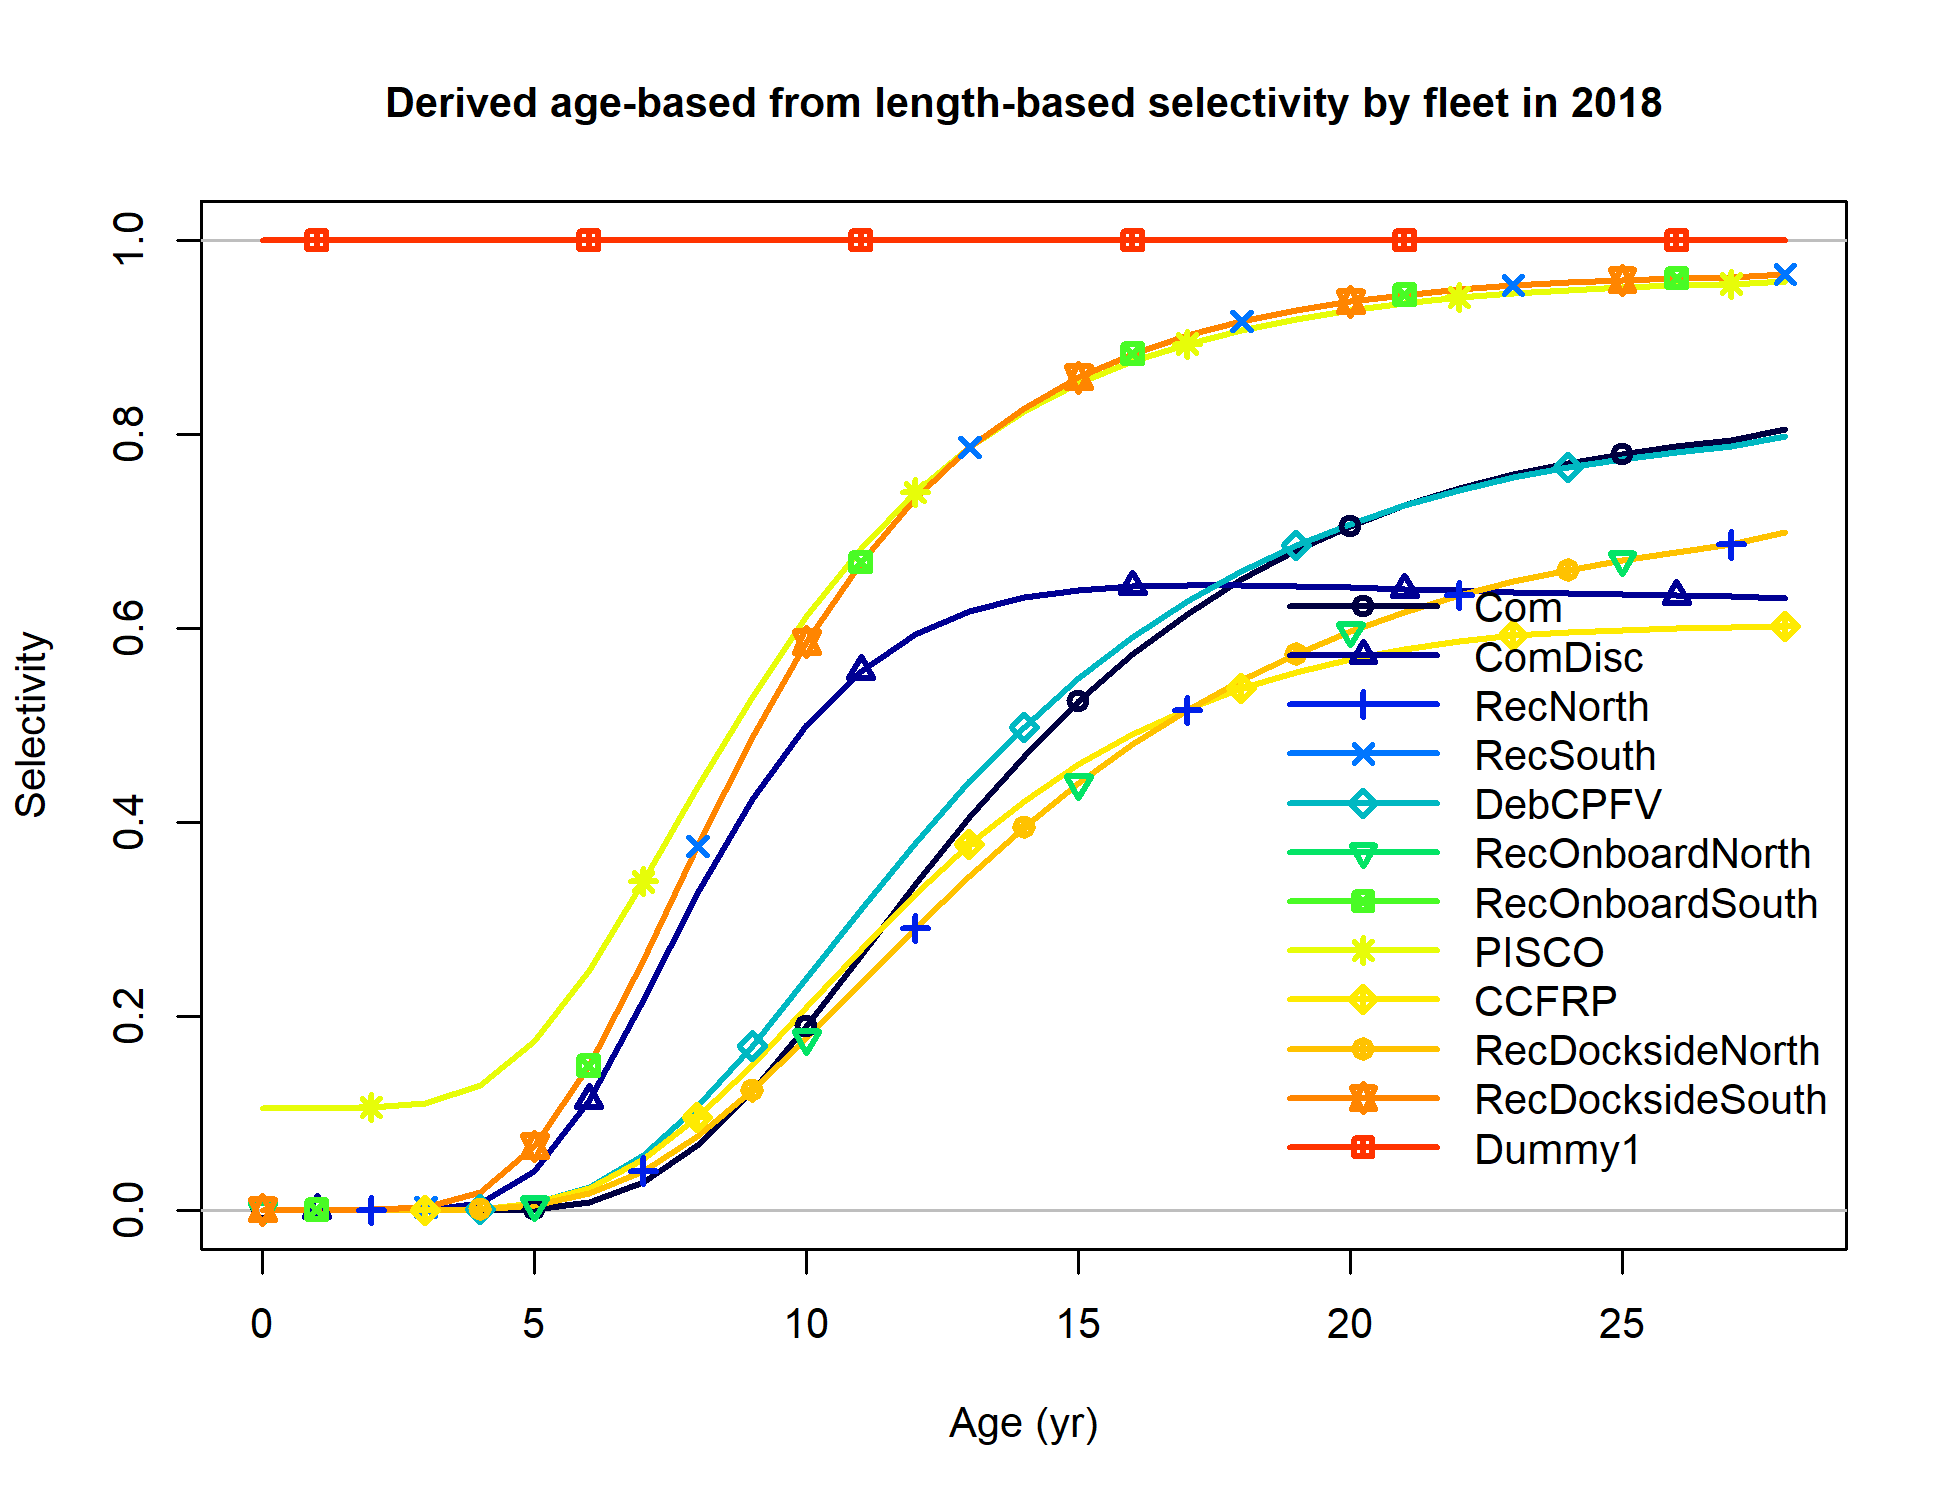 Derived age-based from length-based selectivity by fleet in 2018
1.0
0.8
0.6
0.4
0.2
0.0
Selectivity
Com
ComDisc
RecNorth
RecSouth
DebCPFV
RecOnboardNorth
RecOnboardSouth
PISCO
CCFRP
RecDocksideNorth
RecDocksideSouth
Dummy1
0 5 10 15 20 25
Age (yr)